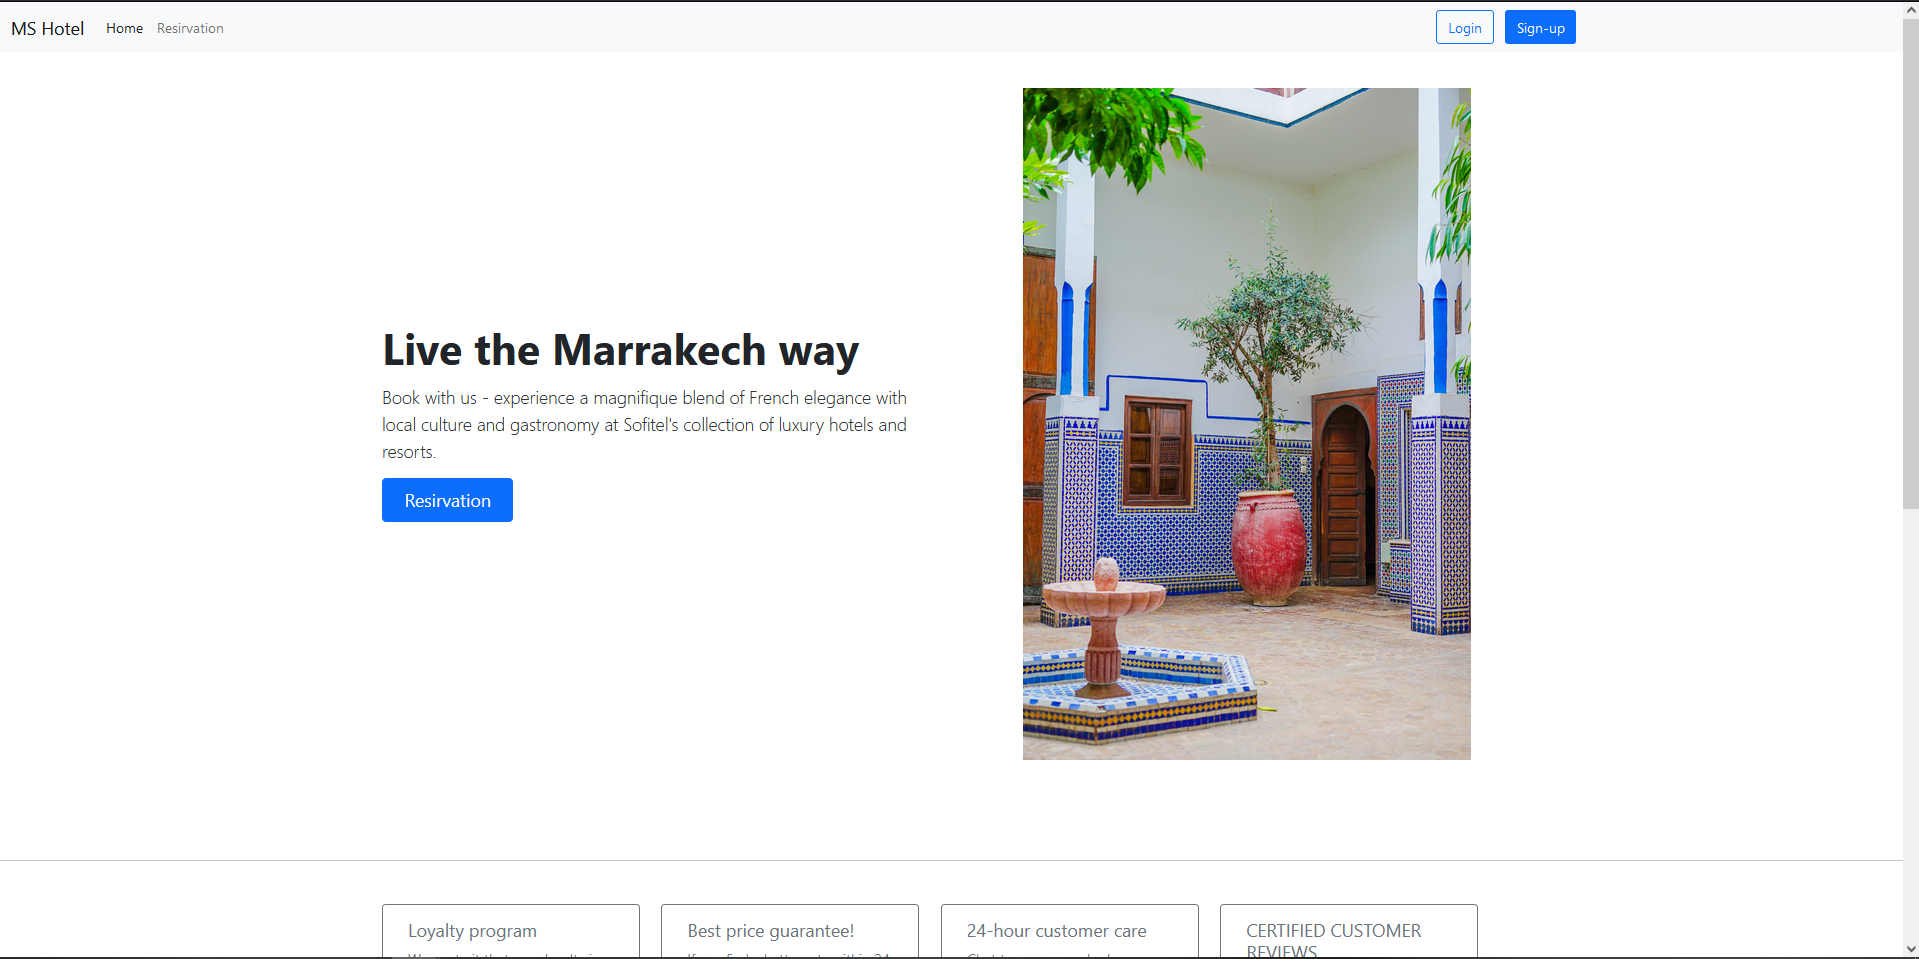 MS Hotel Home Resirvation Login Sign-up
Live the Marrakech way
Book with us - experience a magnifique blend of French elegance with
local culture and gastronomy at Sofitel's collection of luxury hotels and
resorts.
Resirvation
Loyalty program
Best price guarantee!
24-hour customer care
CERTIFIED CUSTOMER
REVIEWS